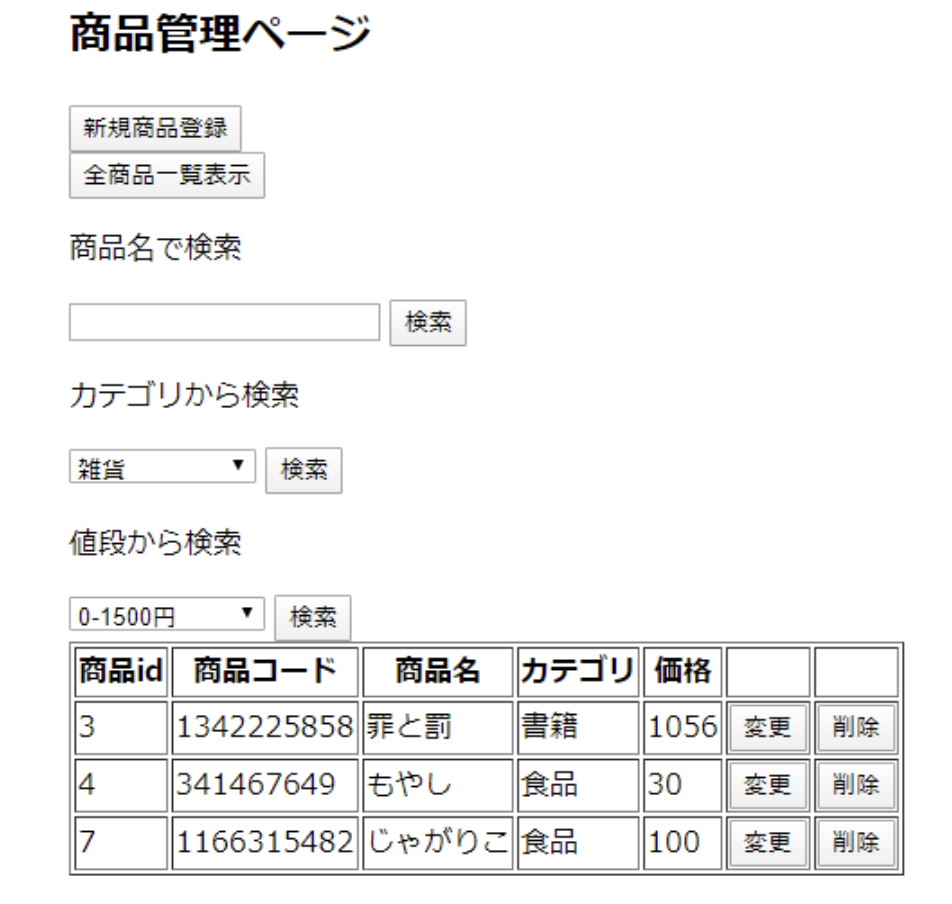 商品管理ページ
新規商品登録
全商品一覧表示
商品名で検索
検索
カテゴリから検索
雑貨 ▼ 検索
値段から検索
0-1500円 ▼ 検索
商品id 商品コード 商品名 カテゴリ 価格
3 1342225858 罪と罰 書籍 1056 変更 削除
4 341467649 もやし 食品 30 変更 削除
7 1166315482 じゃがりこ 食品 100 変更 削除